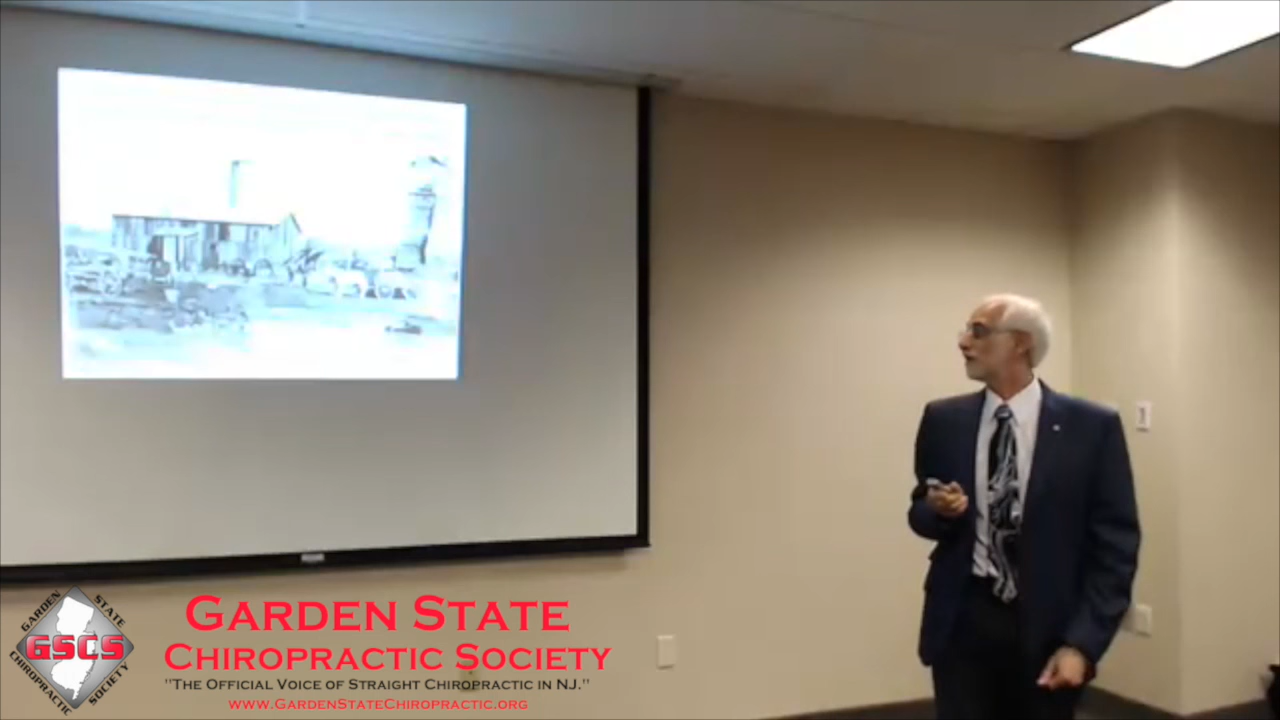 GARDEN STATE
GSCS
CHIROPRACTIC SOCIETY
GARDEN STATE
CHIROPRACTIC SOCIETY
"THE OFFICIAL VOICE OF STRAIGHT CHIROPRACTIC IN NJ."
WWW.GARDENSTATECHIROPRACTIC.ORG